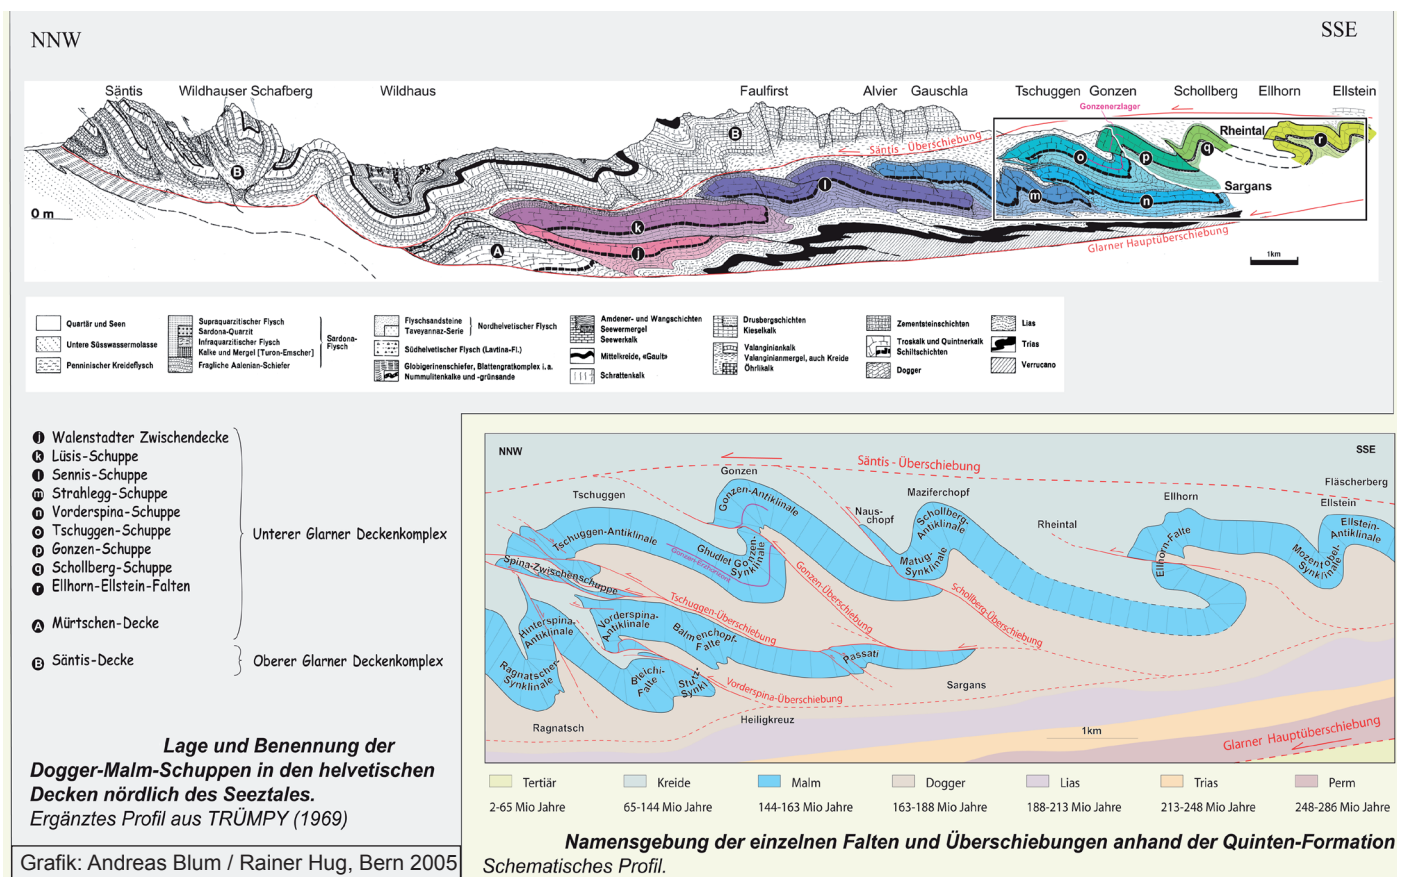 NNW
SSE
Säntis
Wildhauser Schafberg
Wildhaus
Faulfirst
Alvier
Gauschla
Tschuggen
Gonzen
Schollberg
Ellhorn
Ellstein
Gonzenerzlager
Rheintal
Säntis - Überschiebung
B
B
o
p
q
r
l
m
n
Sargans
0 m
k
j
A
Glarner Hauptüberschiebung
1km
Quartär und Seen
Untere Süsswassermolasse
Penninischer Kreideflysch
Supraquarzitischer Flysch
Sardona-Quarzit
Infraquarzitischer Flysch
Kalke und Mergel [Turon-Emscher]
Fragliche Aalenian-Schiefer
Sardona-
Flysch
Flyschsandsteine
Taveyannaz-Serie
Nordhelvetischer Flysch
Südhelvetischer Flysch (Lavtina-Fl.)
Globigerinenschiefer, Blattengratkomplex i. a.
Nummulitenkalke und -grünsande
Amdener- und Wangschichten
Seewermergel
Seewerkalk
Mittelkreide, «Gault»
Schrattenkalk
Drusbergschichten
Kieselkalk
Valanginiankalk
Valanginianmergel, auch Kreide
Öhrlikalk
Zementsteinschichten
Troskalk und Quintnerkalk
Schiltschichten
Dogger
Lias
Trias
Verrucano
j Walenstadter Zwischendecke
k Lüsis-Schuppe
l Sennis-Schuppe
m Strahlegg-Schuppe
n Vorderspina-Schuppe
o Tschuggen-Schuppe
p Gonzen-Schuppe
q Schollberg-Schuppe
r Ellhorn-Ellstein-Falten
A Mürtschen-Decke
Unterer Glarner Deckenkomplex
B Säntis-Decke
Oberer Glarner Deckenkomplex
Lage und Benennung der
Dogger-Malm-Schuppen in den helvetischen
Decken nördlich des Seeztales.
Ergänztes Profil aus TRÜMPY (1969)
Grafik: Andreas Blum / Rainer Hug, Bern 2005
NNW
SSE
Säntis - Überschiebung
Gonzen
Tschuggen
Gonzen-Antiklinale
Naus-
schopf
Maziferchopf
Schollberg-
Antiklinale
Matug-
Synklinale
Rheintal
Ellhorn
Ellhorn-Falte
Fläscherberg
Ellstein
Ellstein-
Antiklinale
Mozentobel-
Synklinale
Tschuggen-Antiklinale
Ghudlet
Gonzen-
Synklinale
Spina-Zwischenschuppe
Tschuggen-Überschiebung
Gonzen-Überschiebung
Schollberg-Überschiebung
Hinterspina-
Antiklinale
Vorderspina-
Antiklinale
Balmenchopf-
Falte
Passati
Ragnatscher-
Synklinale
Bleichi-
Falte
Stutz-
Synkl.
Vorderspina-Überschiebung
Sargans
Ragnatsch
Heiligkreuz
1km
Glarner Hauptüberschiebung
Tertiär
Kreide
Malm
Dogger
Lias
Trias
Perm
2-65 Mio Jahre
65-144 Mio Jahre
144-163 Mio Jahre
163-188 Mio Jahre
188-213 Mio Jahre
213-248 Mio Jahre
248-286 Mio Jahre
Namensgebung der einzelnen Falten und Überschiebungen anhand der Quinten-Formation
Schematisches Profil.